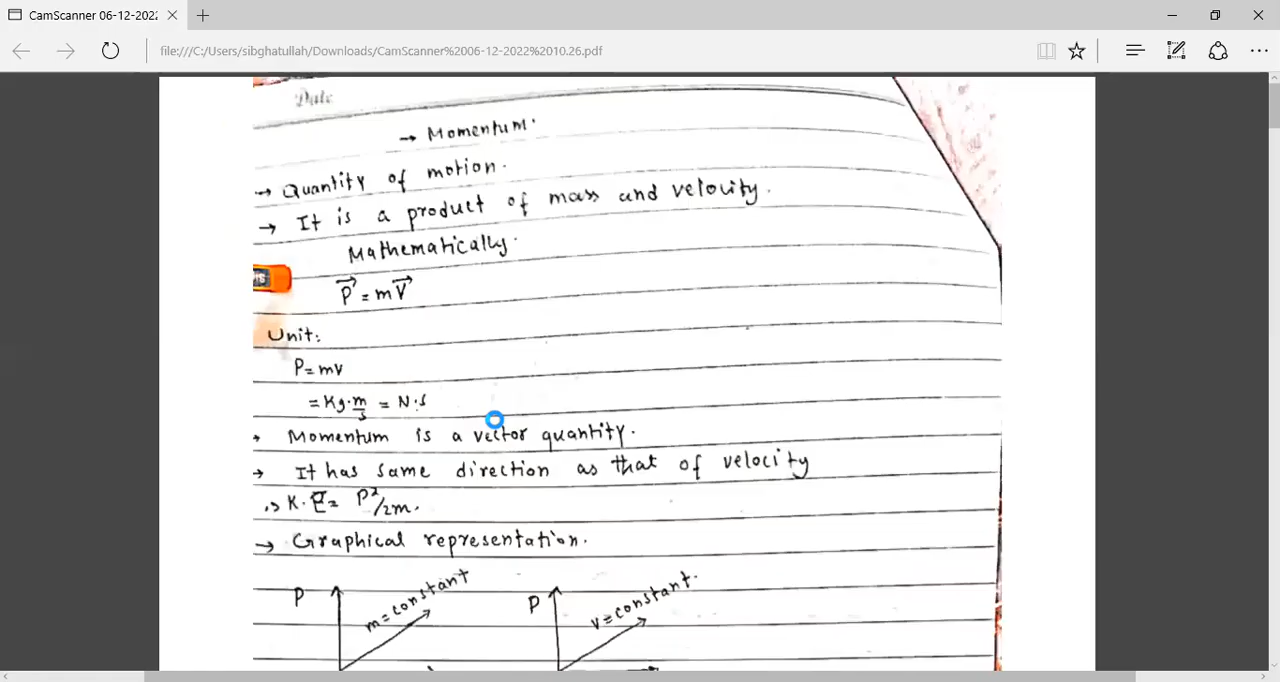 CamScanner 06-12-2022
file:///C:/Users/sibghatullah/Downloads/CamScanner%2006-12-2022%2010.26.pdf
Date
→ Momentum.
→ Quantity of motion.
→ It is a product of mass and velocity.
Mathematically.
P⃗ = mV⃗
Unit:
P = mv
= Kg.m/s = N.S
→ Momentum is a vector quantity.
→ It has same direction as that of velocity
→ K.E = P²/2m.
→ Graphical representation.
P m=constant P v=constant.